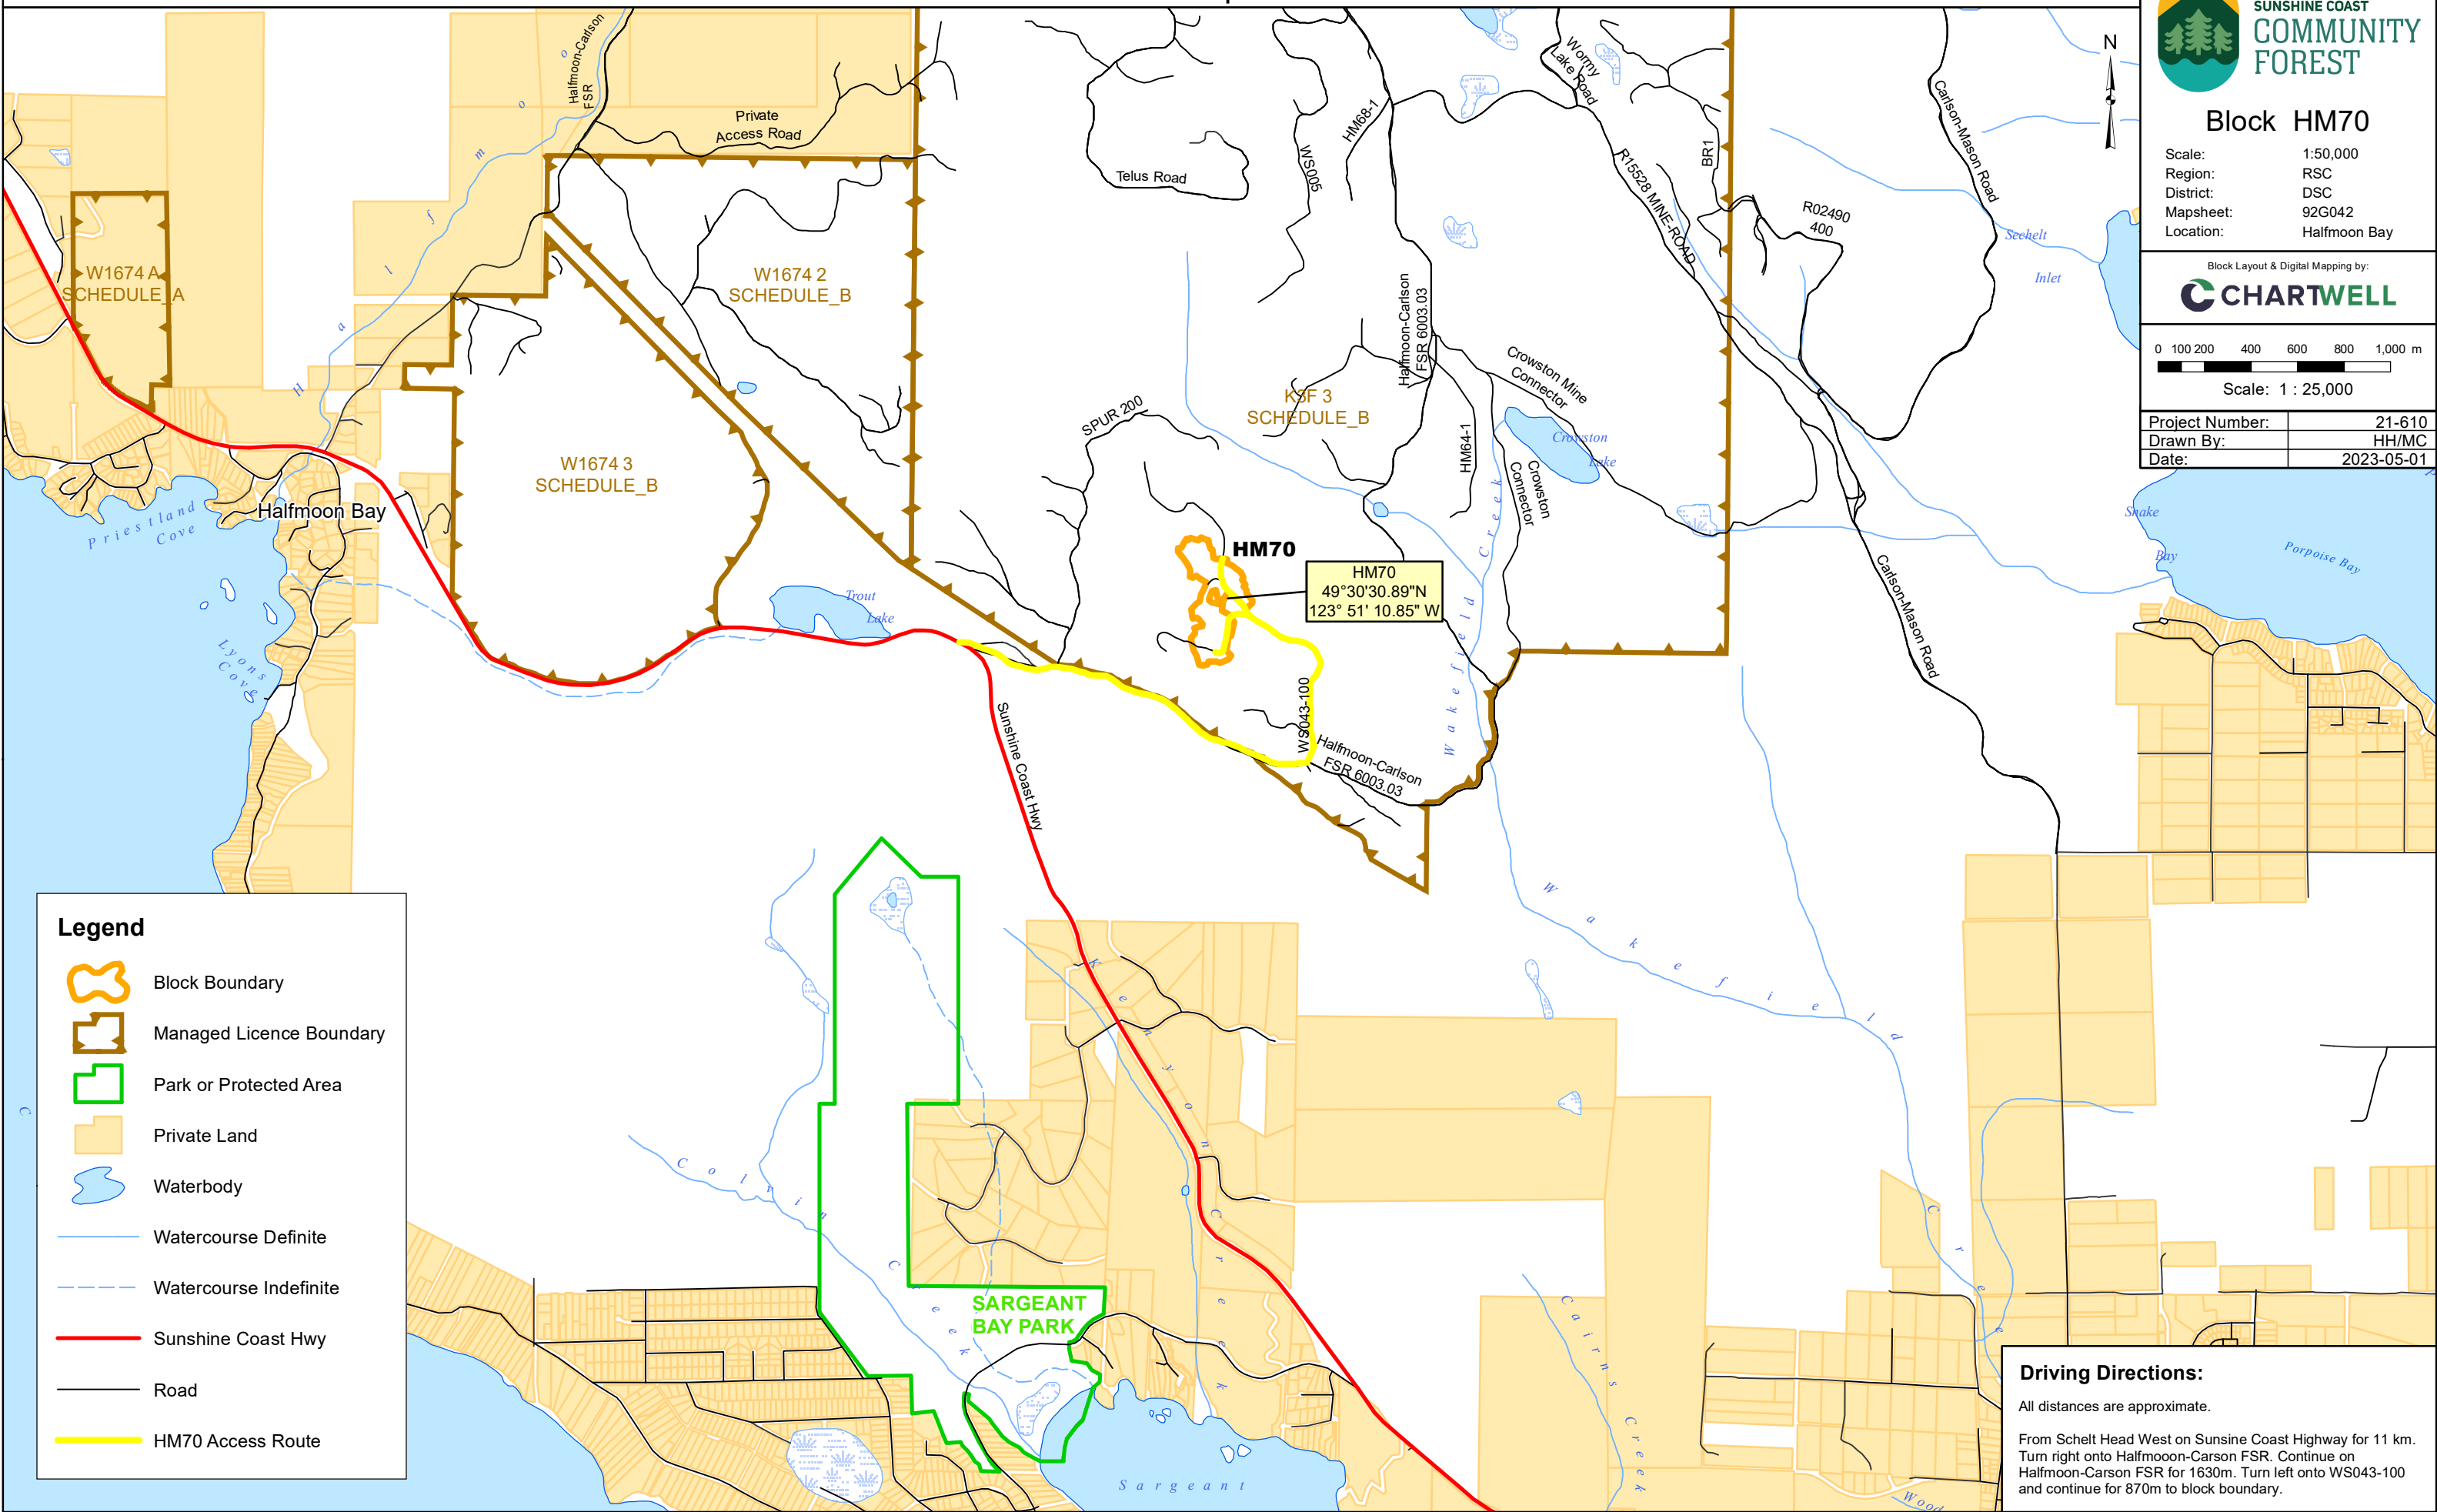 SUNSHINE COAST
COMMUNITY
FOREST
N
Block HM70
Scale: 1:50,000
Region: RSC
District: DSC
Mapsheet: 92G042
Location: Halfmoon Bay
Block Layout & Digital Mapping by:
CHARTWELL
0 100 200 400 600 800 1,000 m
Scale: 1 : 25,000
Project Number: 21-610
Drawn By: HH/MC
Date: 2023-05-01
Halfmoon-Carlson
FSR
Private
Access Road
Telus Road
WS005
HM68-1
Wormy
Lake Road
BR1
R15528 MINE-ROAD
R02490
400
Carlson-Mason Road
Sechelt
Inlet
W1674 A
SCHEDULE_A
W1674 2
SCHEDULE_B
W1674 3
SCHEDULE_B
KSF 3
SCHEDULE_B
Halfmoon-Carlson
FSR 6003.03
Crowston Mine
Connector
Crowston
Lake
Crowston
Connector
HM64-1
SPUR 200
Halfmoon Bay
Halfmoo
Priestland
Cove
Lyons
Cove
Trout
Lake
HM70
HM70
49°30'30.89"N
123° 51' 10.85" W
Wakefield Creek
WS043-100
Halfmoon-Carlson
FSR 6003.03
Sunshine Coast Hwy
Carlson-Mason Road
Snake
Bay
Porpoise Bay
Wakefield Cree
Kenyon Creek
Colvin Creek
Cairns Creek
SARGEANT
BAY PARK
Sargeant
Wood
C
Legend
Block Boundary
Managed Licence Boundary
Park or Protected Area
Private Land
Waterbody
Watercourse Definite
Watercourse Indefinite
Sunshine Coast Hwy
Road
HM70 Access Route
Driving Directions:
All distances are approximate.
From Schelt Head West on Sunsine Coast Highway for 11 km.
Turn right onto Halfmooon-Carson FSR. Continue on
Halfmoon-Carson FSR for 1630m. Turn left onto WS043-100
and continue for 870m to block boundary.